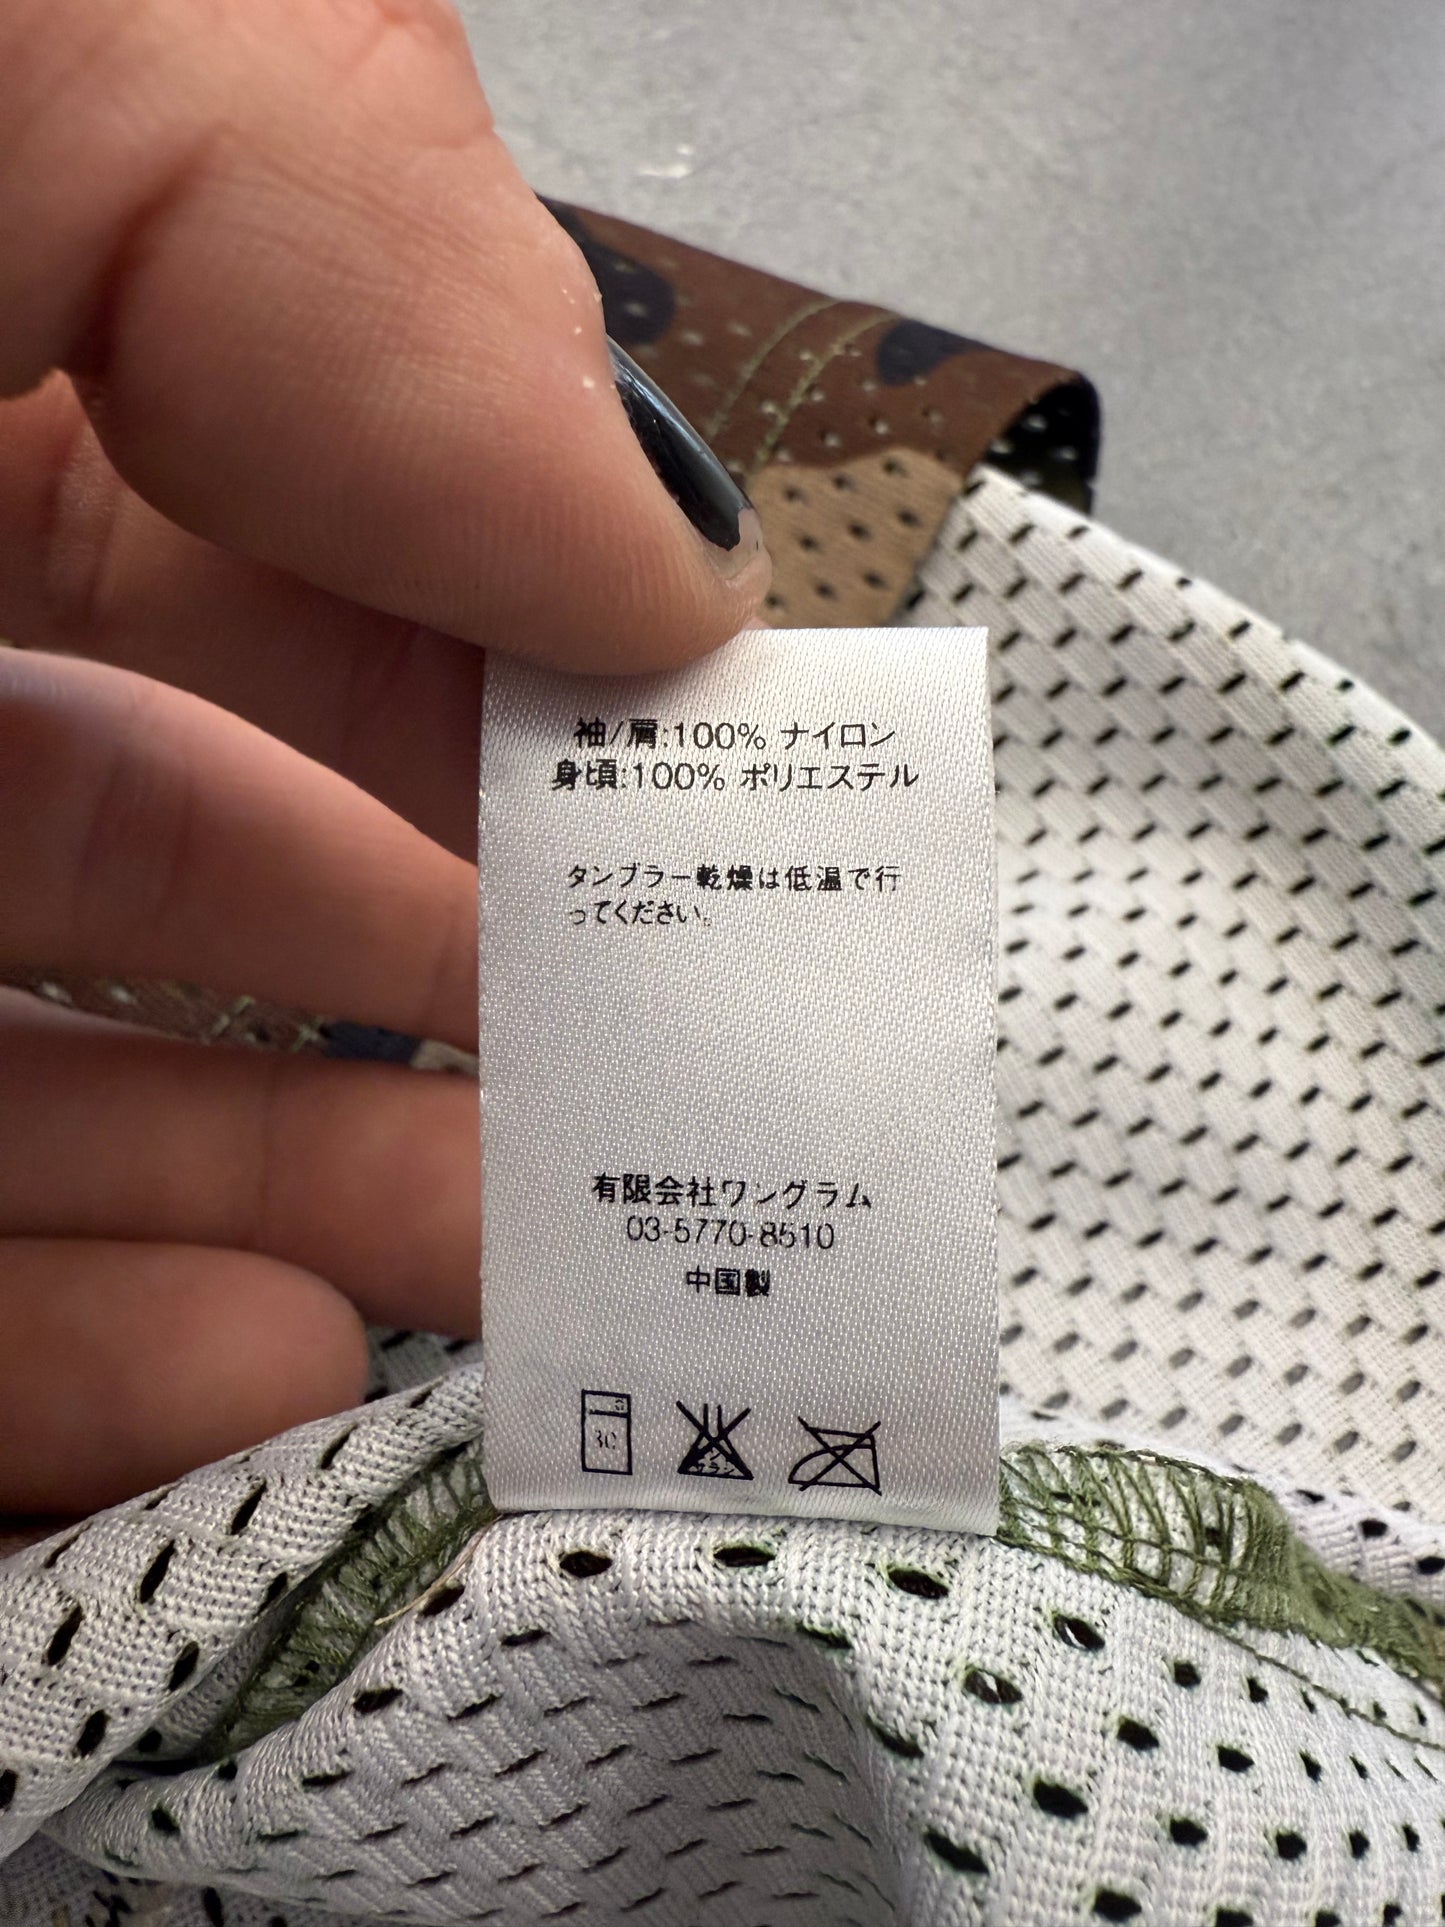 袖/肩:100% ナイロン
身頃:100% ポリエステル
タンブラー乾燥は低温で行
ってください。
有限会社ワングラム
03-5770-8510
中国製